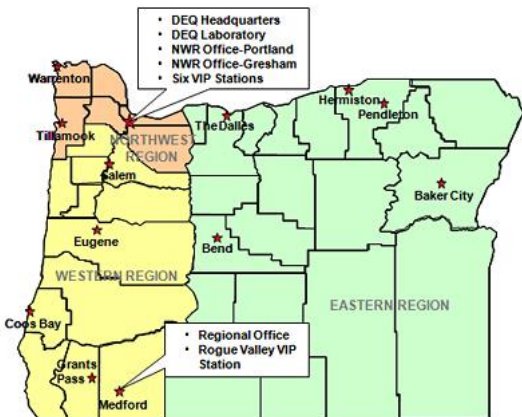 DEQ Headquarters
DEQ Laboratory
NWR Office-Portland
NWR Office-Gresham
Six VIP Stations
Warrenton
Hermiston
Pendleton
The Dalles
Tillamook
NORTHWEST
REGION
Salem
Baker City
Eugene
Bend
WESTERN REGION
EASTERN REGION
Coos Bay
Regional Office
Rogue Valley VIP
Station
Grants
Pass
Medford